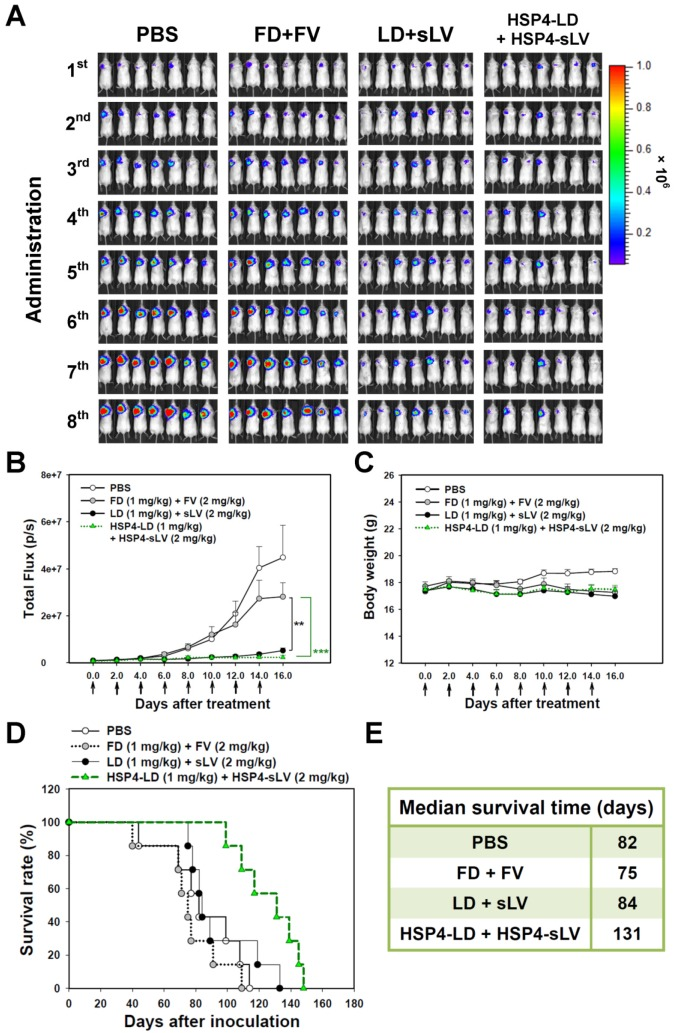 A
PBS
FD+FV
LD+sLV
HSP4-LD
+ HSP4-sLV
Administration
1st
2nd
3rd
4th
5th
6th
7th
8th
1.0
0.8
0.6
0.4
0.2
× 10⁶
B
PBS
FD (1 mg/kg) + FV (2 mg/kg)
LD (1 mg/kg) + sLV (2 mg/kg)
HSP4-LD (1 mg/kg)
+ HSP4-sLV (2 mg/kg)
Total Flux (p/s)
8e+7
6e+7
4e+7
2e+7
0
**
***
0.0 2.0 4.0 6.0 8.0 10.0 12.0 14.0 16.0
Days after treatment
C
PBS
FD (1 mg/kg) + FV (2 mg/kg)
LD (1 mg/kg) + sLV (2 mg/kg)
HSP4-LD (1 mg/kg) + HSP4-sLV (2 mg/kg)
Body weight (g)
26
24
22
20
18
16
14
12
0.0 2.0 4.0 6.0 8.0 10.0 12.0 14.0 16.0
Days after treatment
D
PBS
FD (1 mg/kg) + FV (2 mg/kg)
LD (1 mg/kg) + sLV (2 mg/kg)
HSP4-LD (1 mg/kg) + HSP4-sLV (2 mg/kg)
Survival rate (%)
120
100
80
60
40
20
0
0 20 40 60 80 100 120 140 160 180
Days after inoculation
E
Median survival time (days)
PBS 82
FD + FV 75
LD + sLV 84
HSP4-LD + HSP4-sLV 131